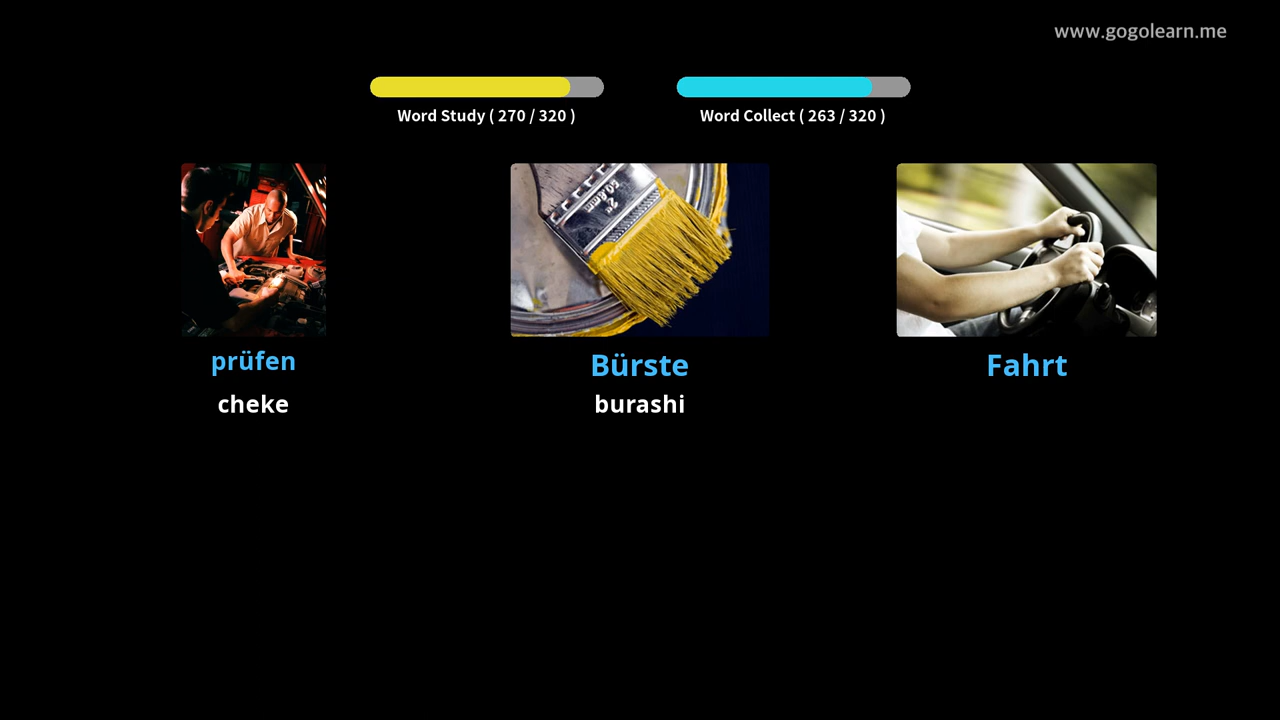 www.gogolearn.me
Word Study ( 270 / 320 )
Word Collect ( 263 / 320 )
prüfen
Bürste
Fahrt
cheke
burashi